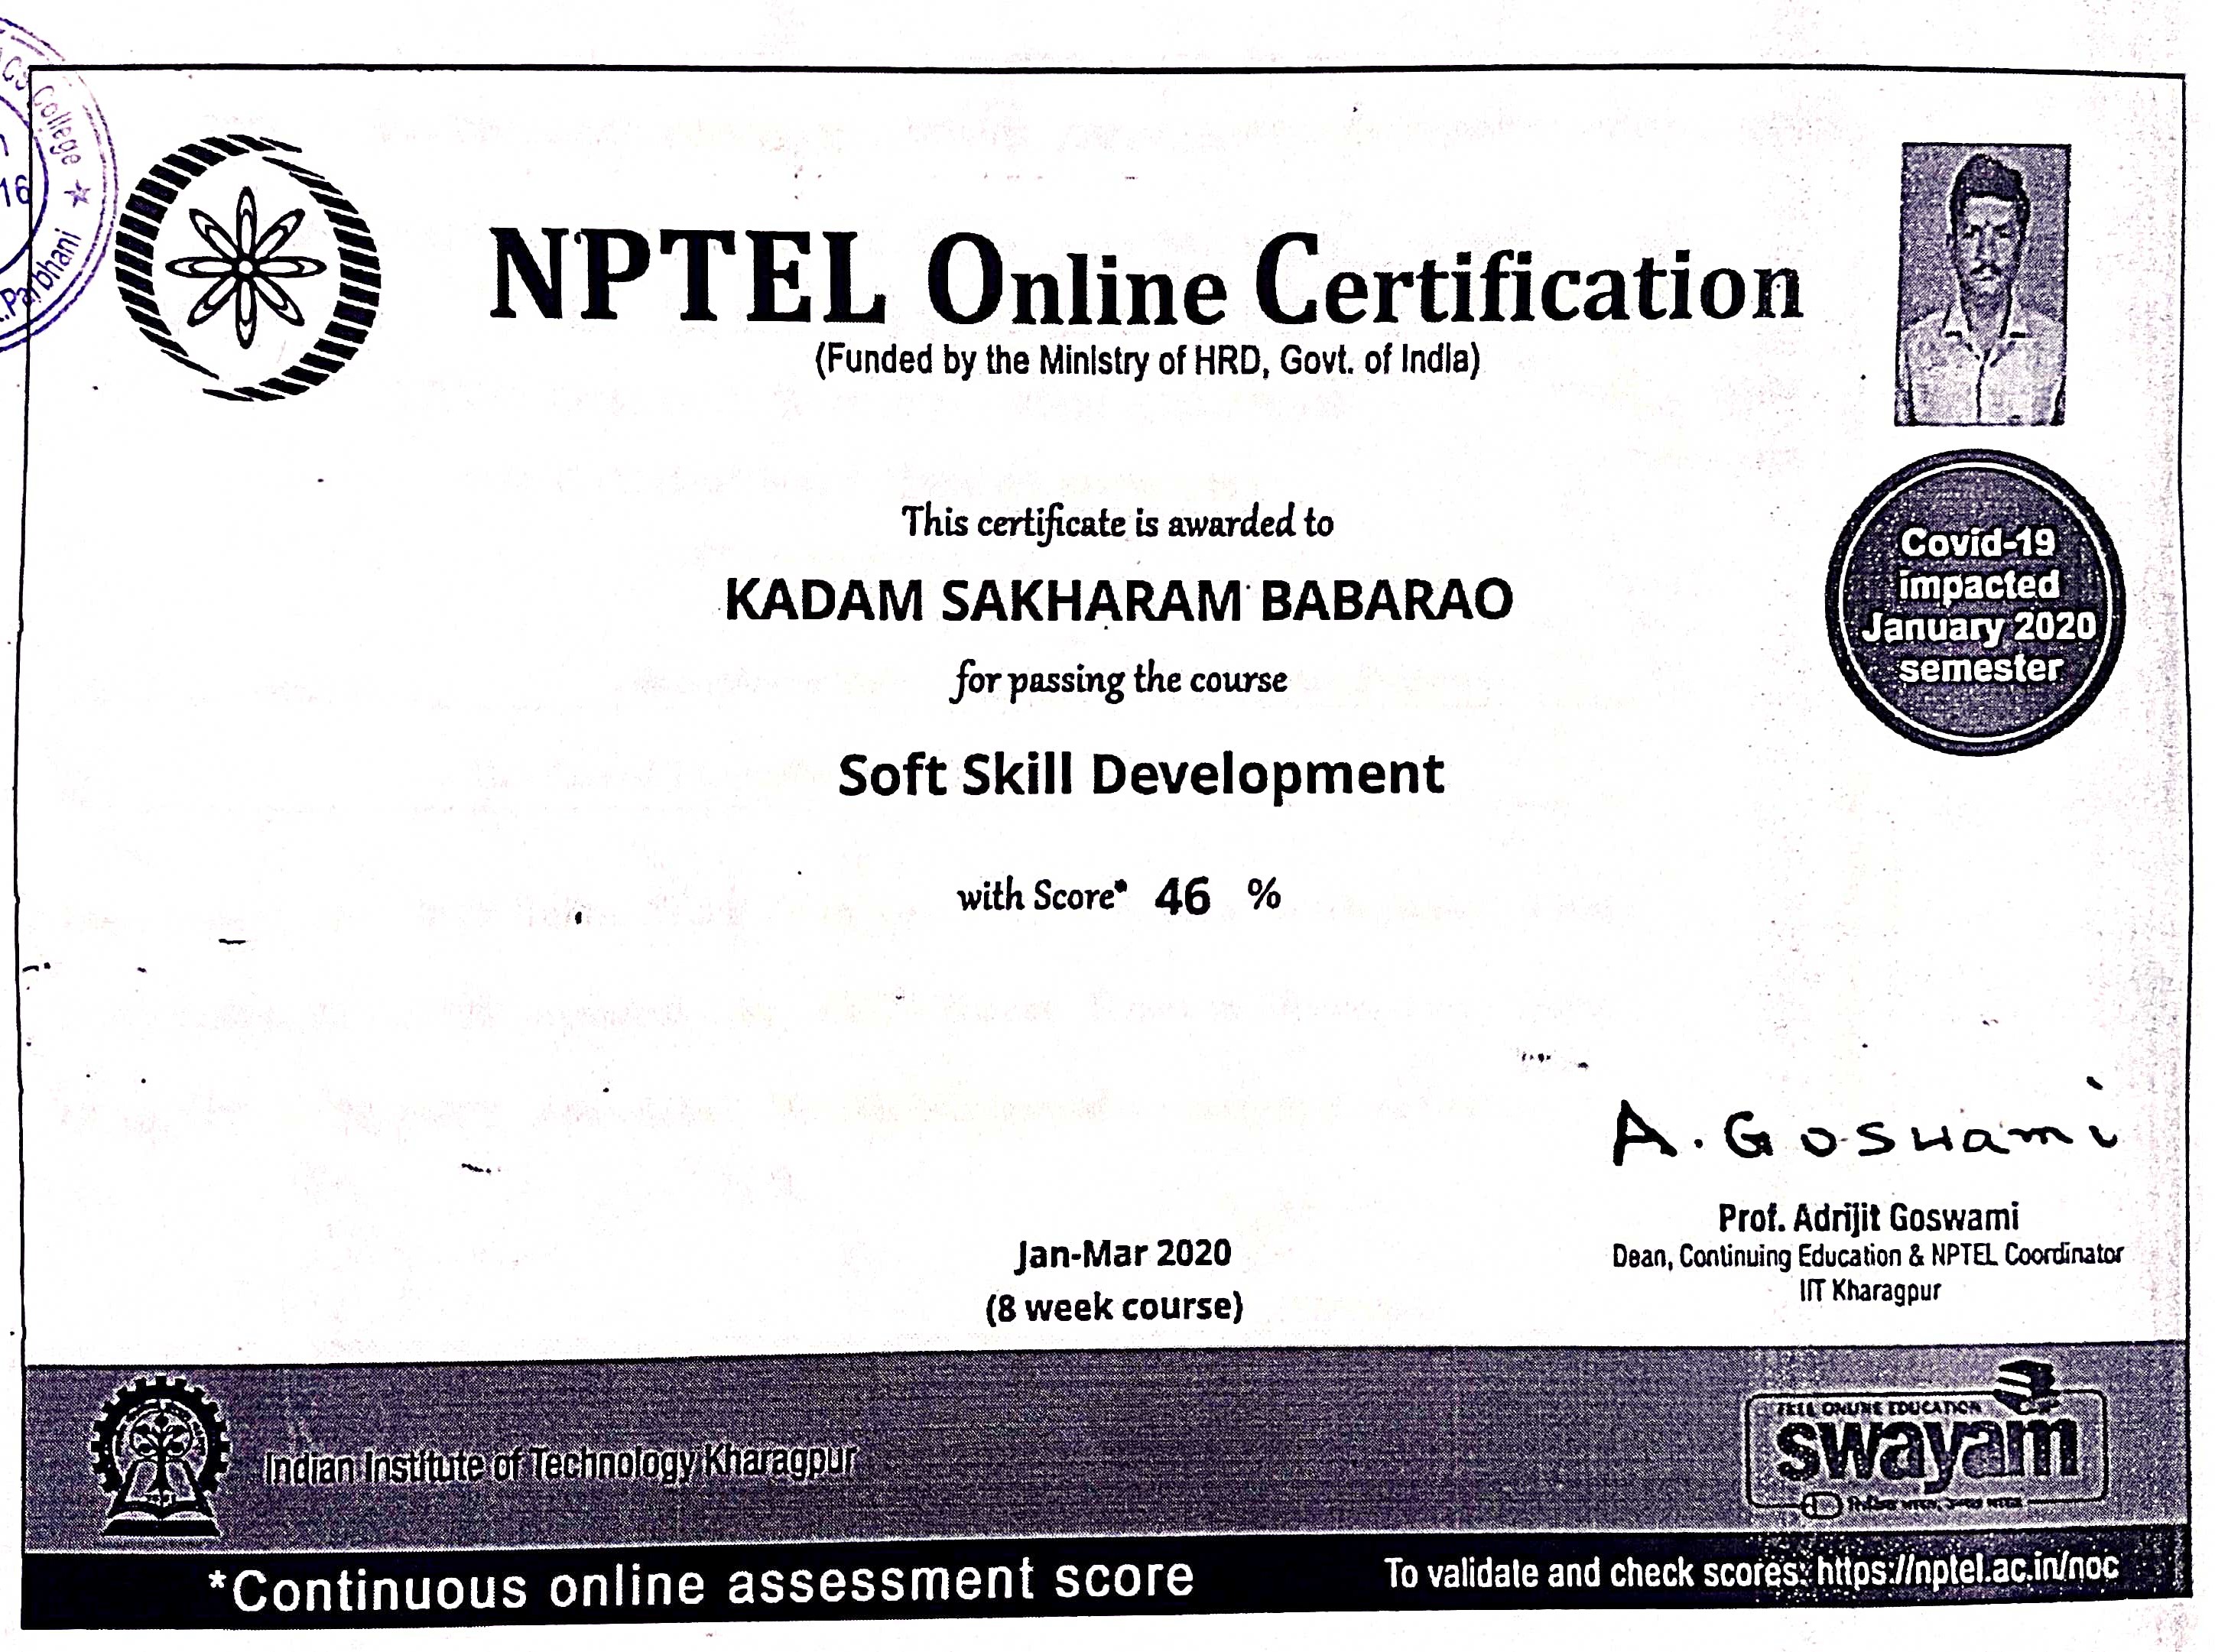 College
16
Parbhani
NPTEL Online Certification
(Funded by the Ministry of HRD, Govt. of India)
This certificate is awarded to
KADAM SAKHARAM BABARAO
for passing the course
Soft Skill Development
with Score* 46 %
Covid-19
impacted
January 2020
semester
A. Goswami
Prof. Adrijit Goswami
Dean, Continuing Education & NPTEL Coordinator
IIT Kharagpur
Jan-Mar 2020
(8 week course)
Indian Institute of Technology Kharagpur
FREE ONLINE EDUCATION
swayam
*Continuous online assessment score
To validate and check scores: https://nptel.ac.in/noc